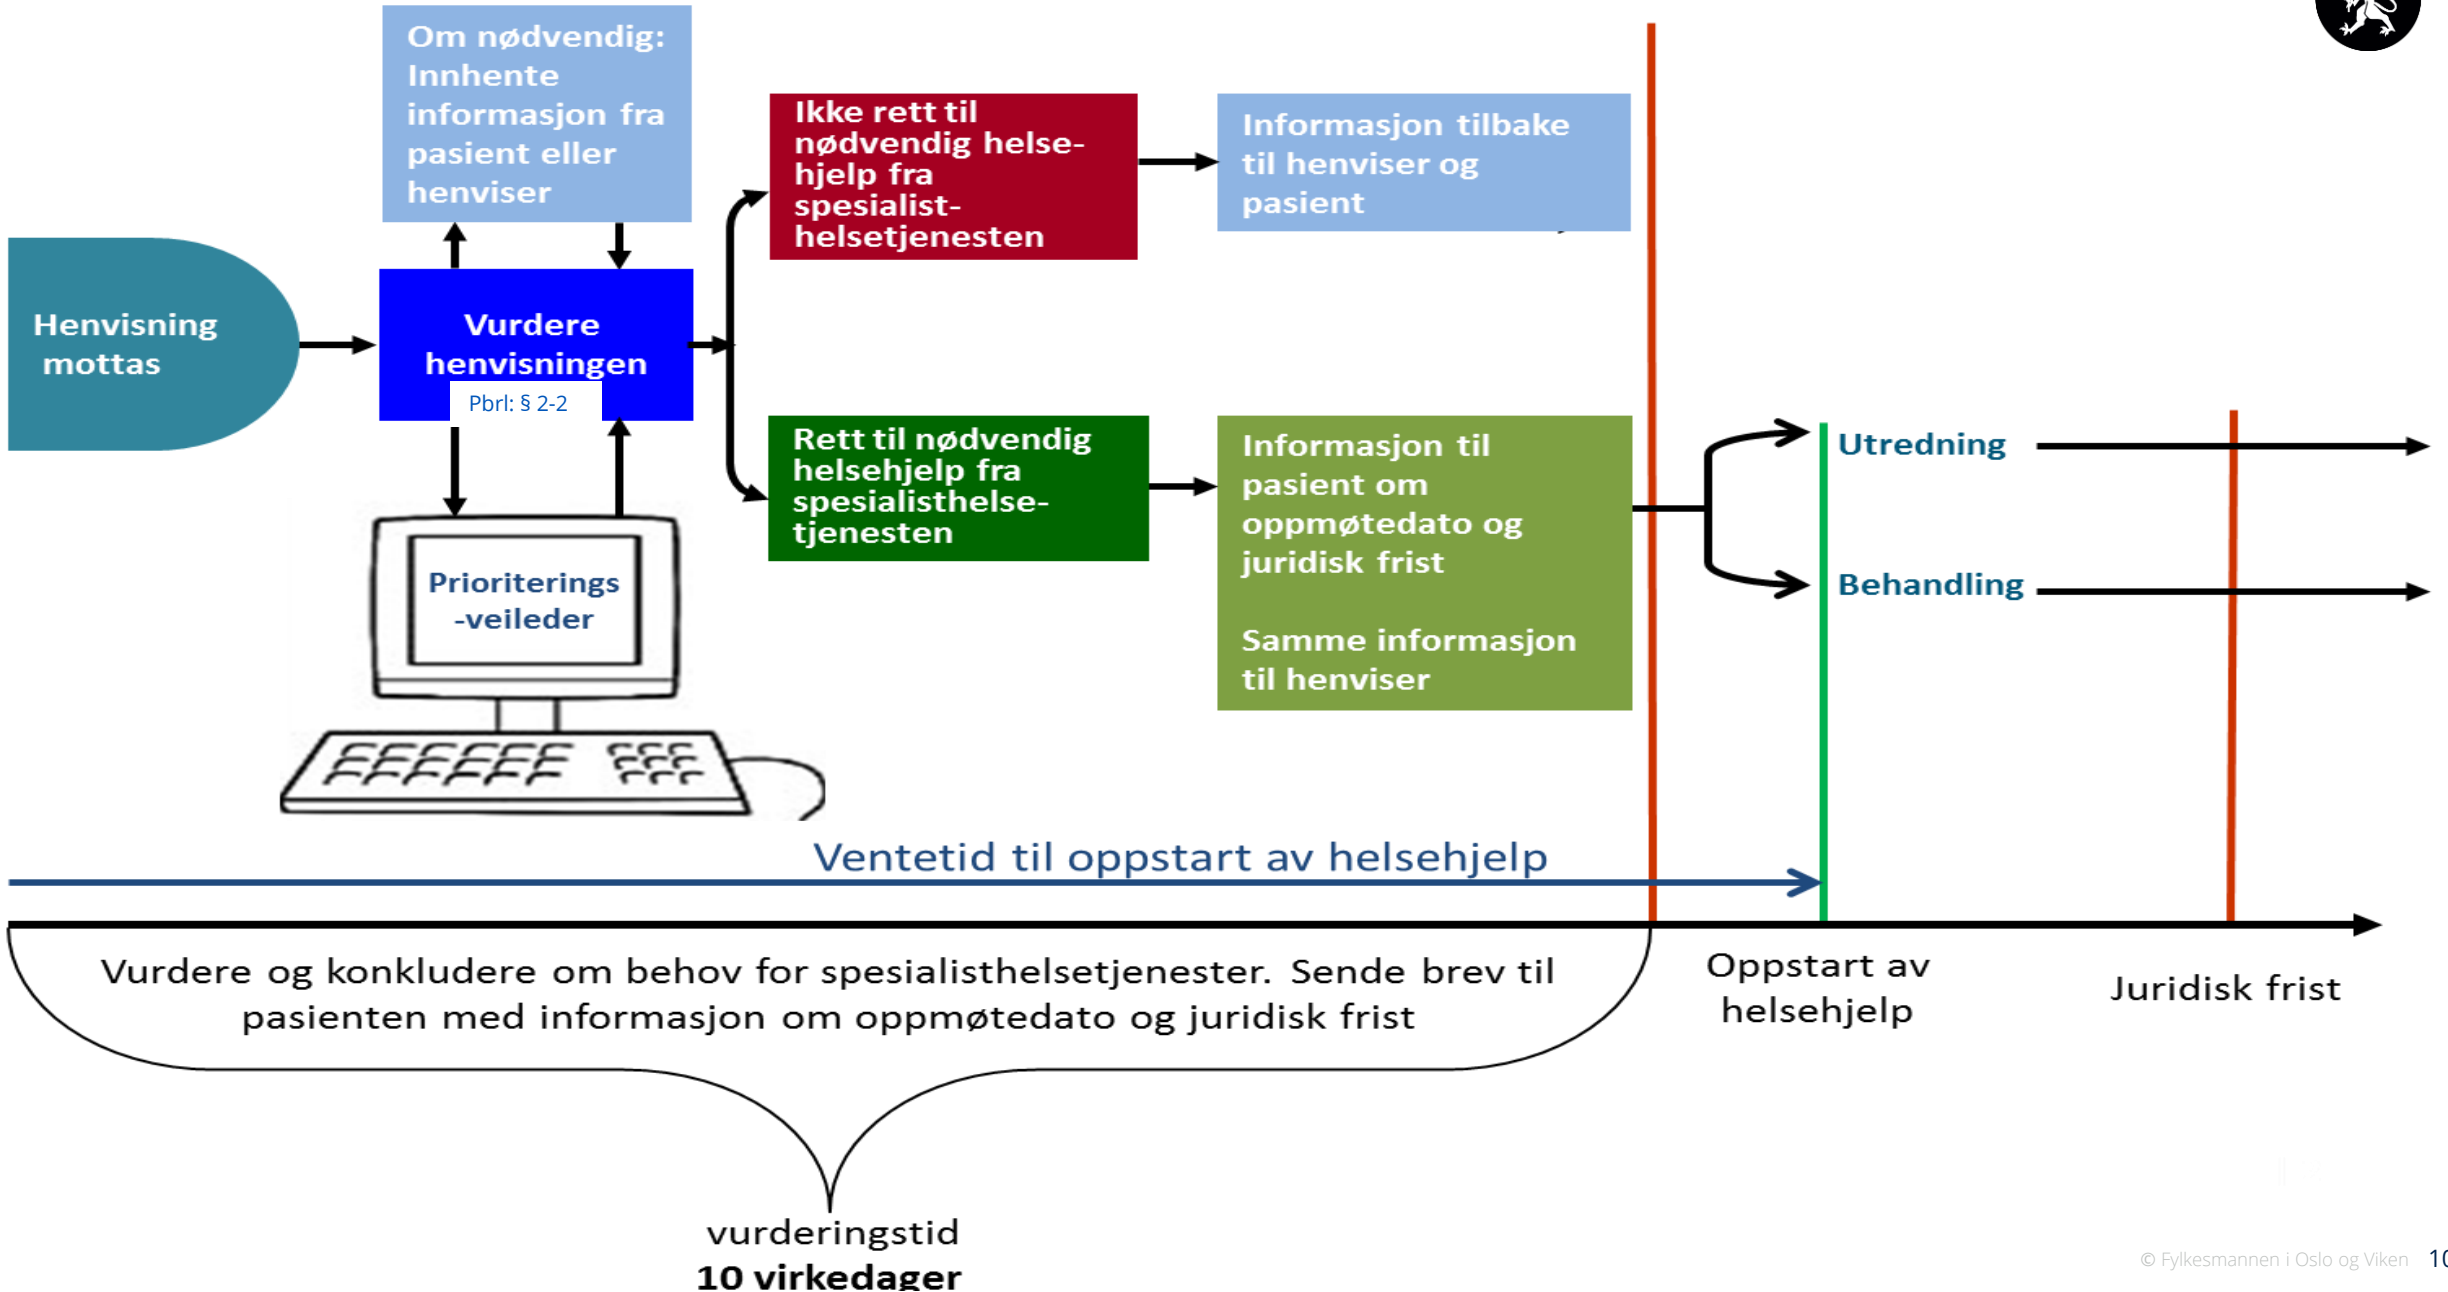 Om nødvendig:
Innhente
informasjon fra
pasient eller
henviser
Ikke rett til
nødvendig helse-
hjelp fra
spesialist-
helsetjenesten
Informasjon tilbake
til henviser og
pasient
Henvisning
mottas
Vurdere
henvisningen
Pbrl: § 2-2
Rett til nødvendig
helsehjelp fra
spesialisthelse-
tjenesten
Informasjon til
pasient om
oppmøtedato og
juridisk frist
Samme informasjon
til henviser
Utredning
Behandling
Prioriterings
-veileder
Ventetid til oppstart av helsehjelp
Vurdere og konkludere om behov for spesialisthelsetjenester. Sende brev til
pasienten med informasjon om oppmøtedato og juridisk frist
Oppstart av
helsehjelp
Juridisk frist
vurderingstid
10 virkedager
© Fylkesmannen i Oslo og Viken 10